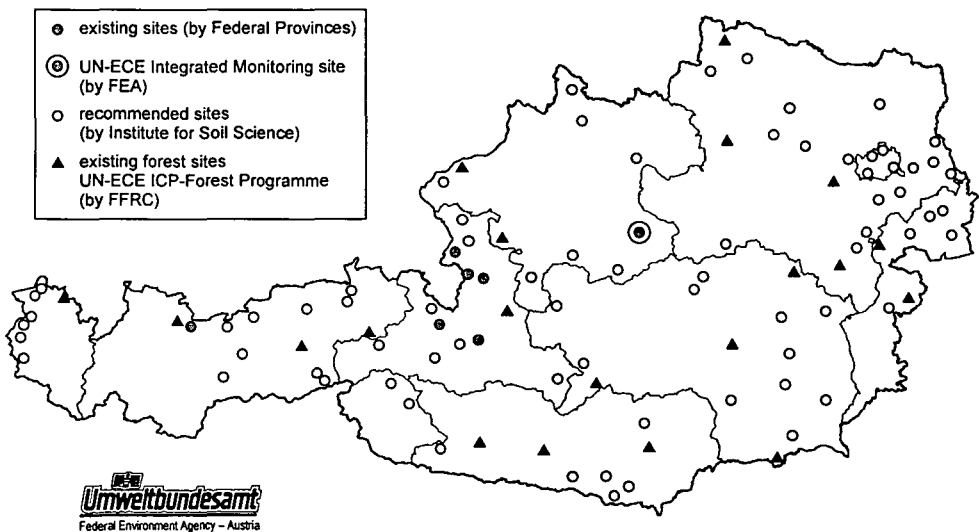 existing sites (by Federal Provinces)
UN-ECE Integrated Monitoring site
(by FEA)
recommended sites
(by Institute for Soil Science)
existing forest sites
UN-ECE ICP-Forest Programme
(by FFRC)
Umweltbundesamt
Federal Environment Agency – Austria